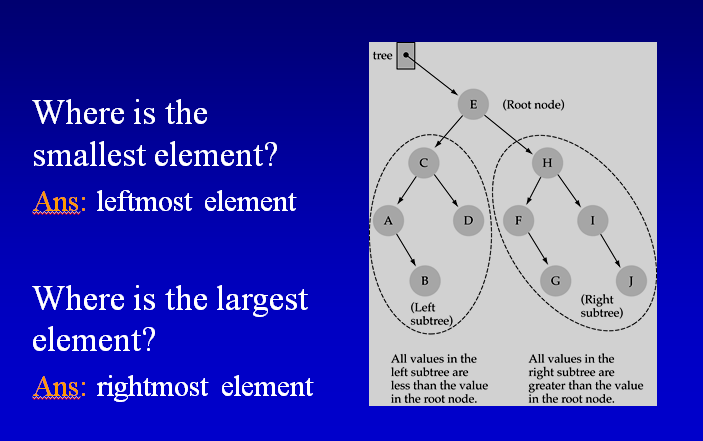 Where is the
smallest element?
Ans: leftmost element
Where is the largest
element?
Ans: rightmost element
tree
E (Root node)
C H
A D F I
B G J
(Left
subtree)
(Right
subtree)
All values in the
left subtree are
less than the value
in the root node.
All values in the
right subtree are
greater than the value
in the root node.